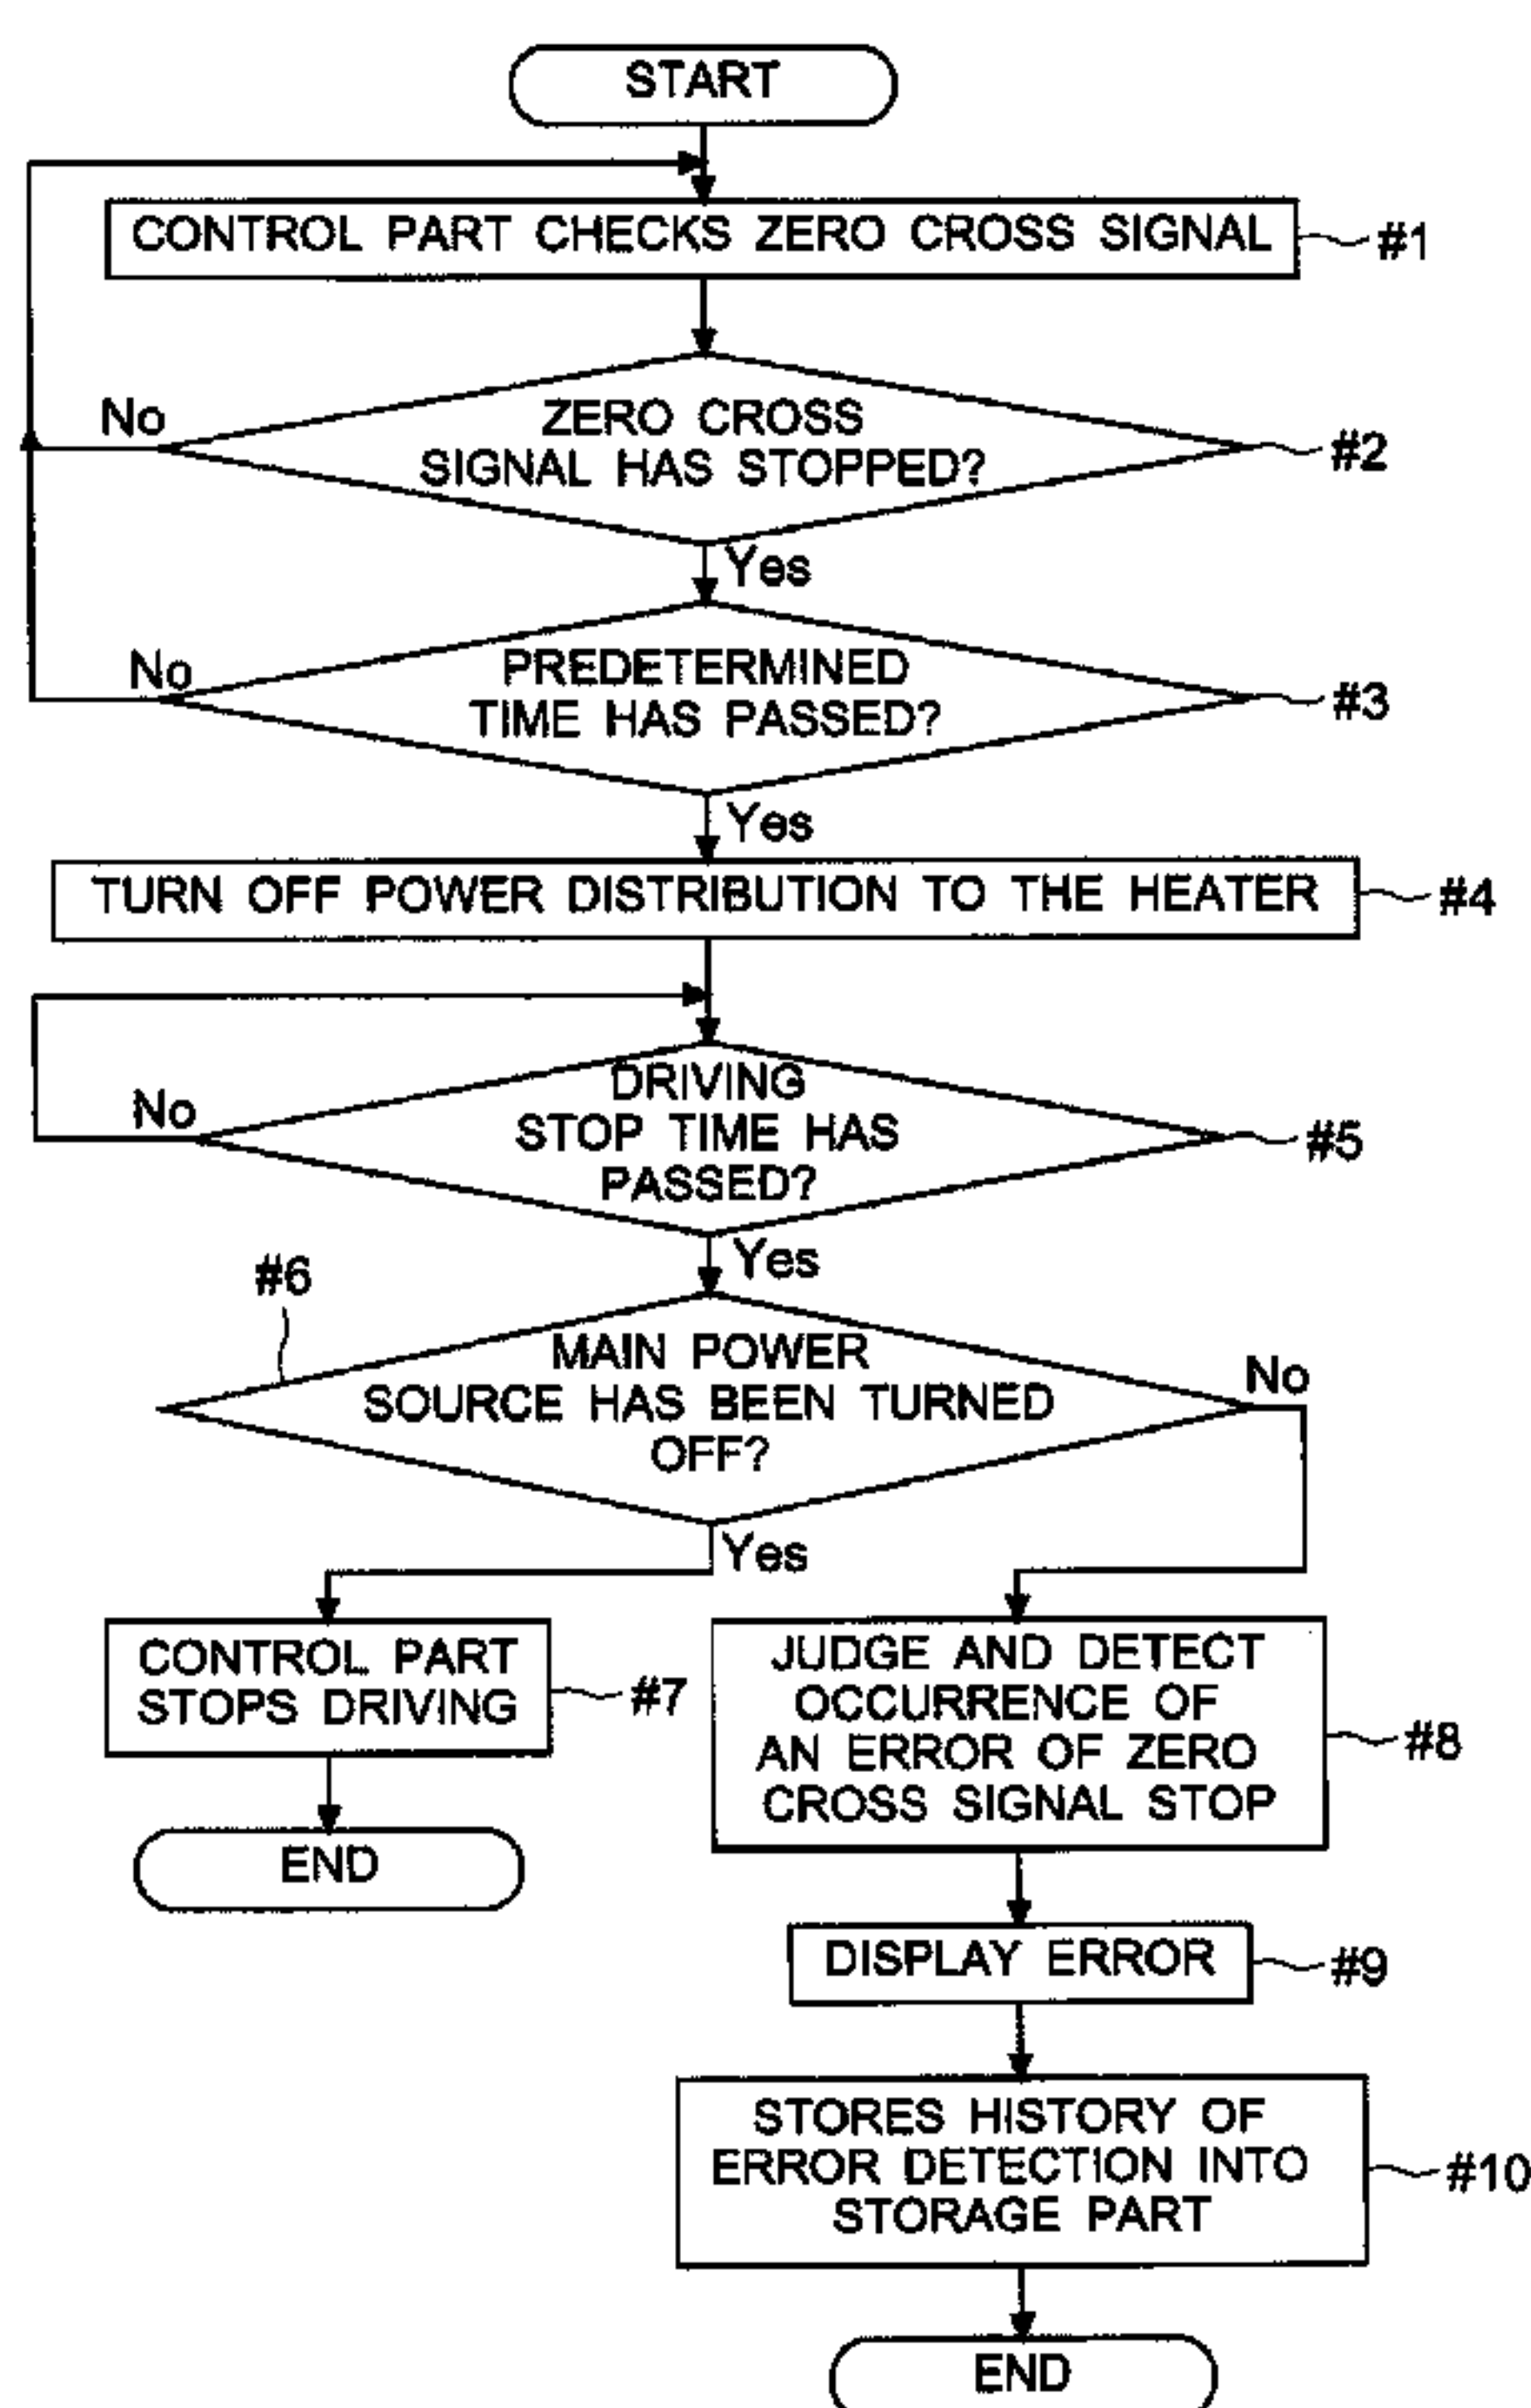 START
CONTROL PART CHECKS ZERO CROSS SIGNAL
#1
No
ZERO CROSS
SIGNAL HAS STOPPED?
#2
Yes
No
PREDETERMINED
TIME HAS PASSED?
#3
Yes
TURN OFF POWER DISTRIBUTION TO THE HEATER
#4
No
DRIVING
STOP TIME HAS
PASSED?
#5
Yes
#6
MAIN POWER
SOURCE HAS BEEN TURNED
OFF?
No
Yes
CONTROL PART
STOPS DRIVING
#7
END
JUDGE AND DETECT
OCCURRENCE OF
AN ERROR OF ZERO
CROSS SIGNAL STOP
#8
DISPLAY ERROR
#9
STORES HISTORY OF
ERROR DETECTION INTO
STORAGE PART
#10
END